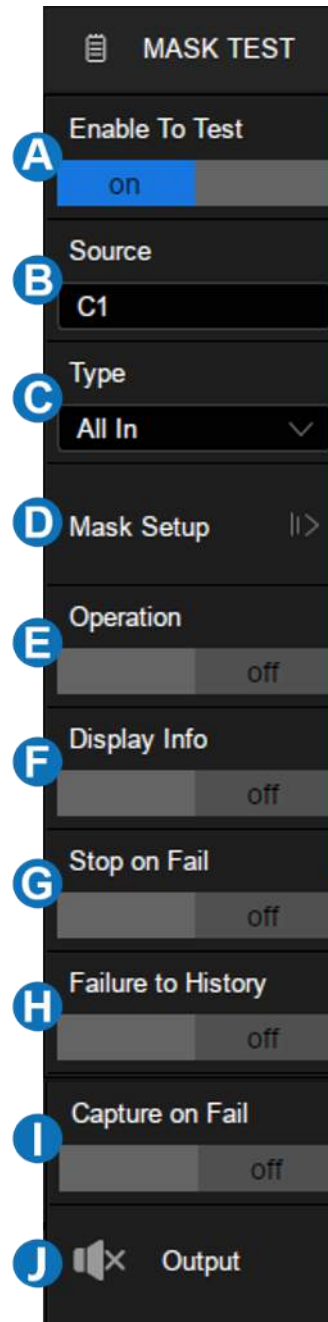 MASK TEST
Enable To Test
A
on
Source
B
C1
Type
C
All In
D Mask Setup
Operation
E
off
Display Info
F
off
Stop on Fail
G
off
Failure to History
H
off
Capture on Fail
I
off
J Output